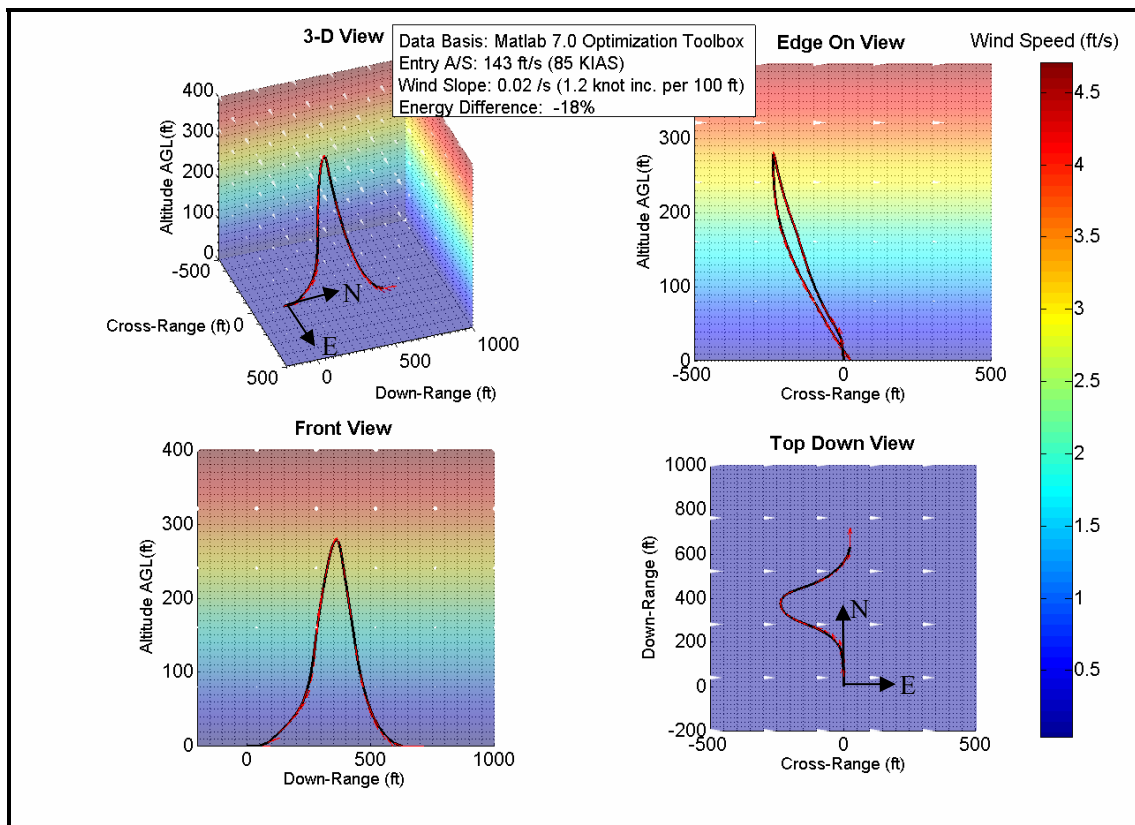 3-D View
Data Basis: Matlab 7.0 Optimization Toolbox
Entry A/S: 143 ft/s (85 KIAS)
Wind Slope: 0.02 /s (1.2 knot inc. per 100 ft)
Energy Difference: -18%
Altitude AGL(ft)
400
300
200
100
0
-500
Cross-Range (ft)
0
500
0
500
1000
Down-Range (ft)
N
E
Edge On View
Altitude AGL(ft)
300
200
100
0
-500
0
500
Cross-Range (ft)
Wind Speed (ft/s)
4.5
4
3.5
3
2.5
2
1.5
1
0.5
Front View
Altitude AGL(ft)
400
300
200
100
0
0
500
1000
Down-Range (ft)
Top Down View
Down-Range (ft)
1000
800
600
400
200
0
-200
N
E
-500
0
500
Cross-Range (ft)